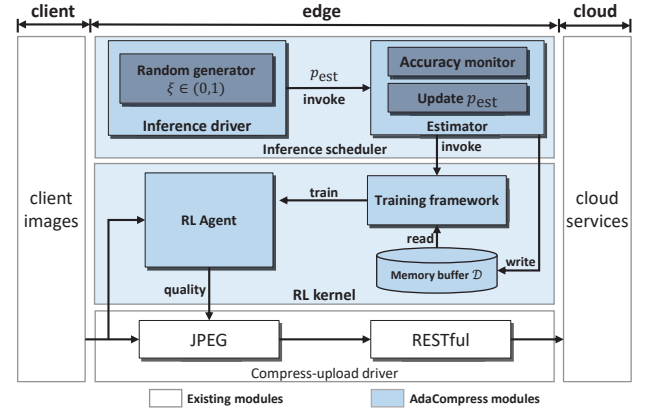 client
edge
cloud
Random generator
ξ ∈ (0,1)
Inference driver
p_est
invoke
Accuracy monitor
Update p_est
Estimator
Inference scheduler
invoke
client
images
cloud
services
RL Agent
train
Training framework
read
write
Memory buffer 𝒟
quality
RL kernel
JPEG
RESTful
Compress-upload driver
Existing modules
AdaCompress modules